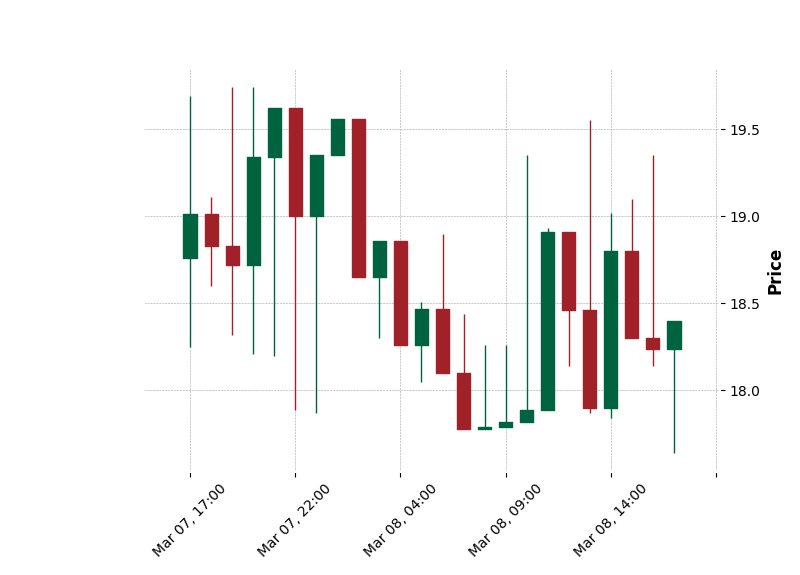 19.5
19.0
18.5
18.0
Price
Mar 07, 17:00
Mar 07, 22:00
Mar 08, 04:00
Mar 08, 09:00
Mar 08, 14:00